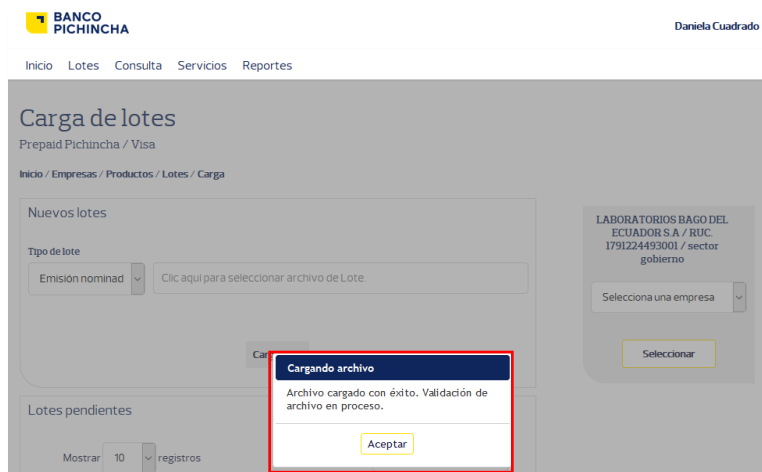 BANCO
PICHINCHA
Daniela Cuadrado
Inicio Lotes Consulta Servicios Reportes
Carga de lotes
Prepaid Pichincha / Visa
Inicio / Empresas / Productos / Lotes / Carga
Nuevos lotes
Tipo de lote
Emisión nominad
Clic aqui para seleccionar archivo de Lote.
LABORATORIOS BAGO DEL
ECUADOR S.A / RUC.
1791224493001 / sector
gobierno
Selecciona una empresa
Seleccionar
Car
Cargando archivo
Archivo cargado con éxito. Validación de
archivo en proceso.
Aceptar
Lotes pendientes
Mostrar 10 registros